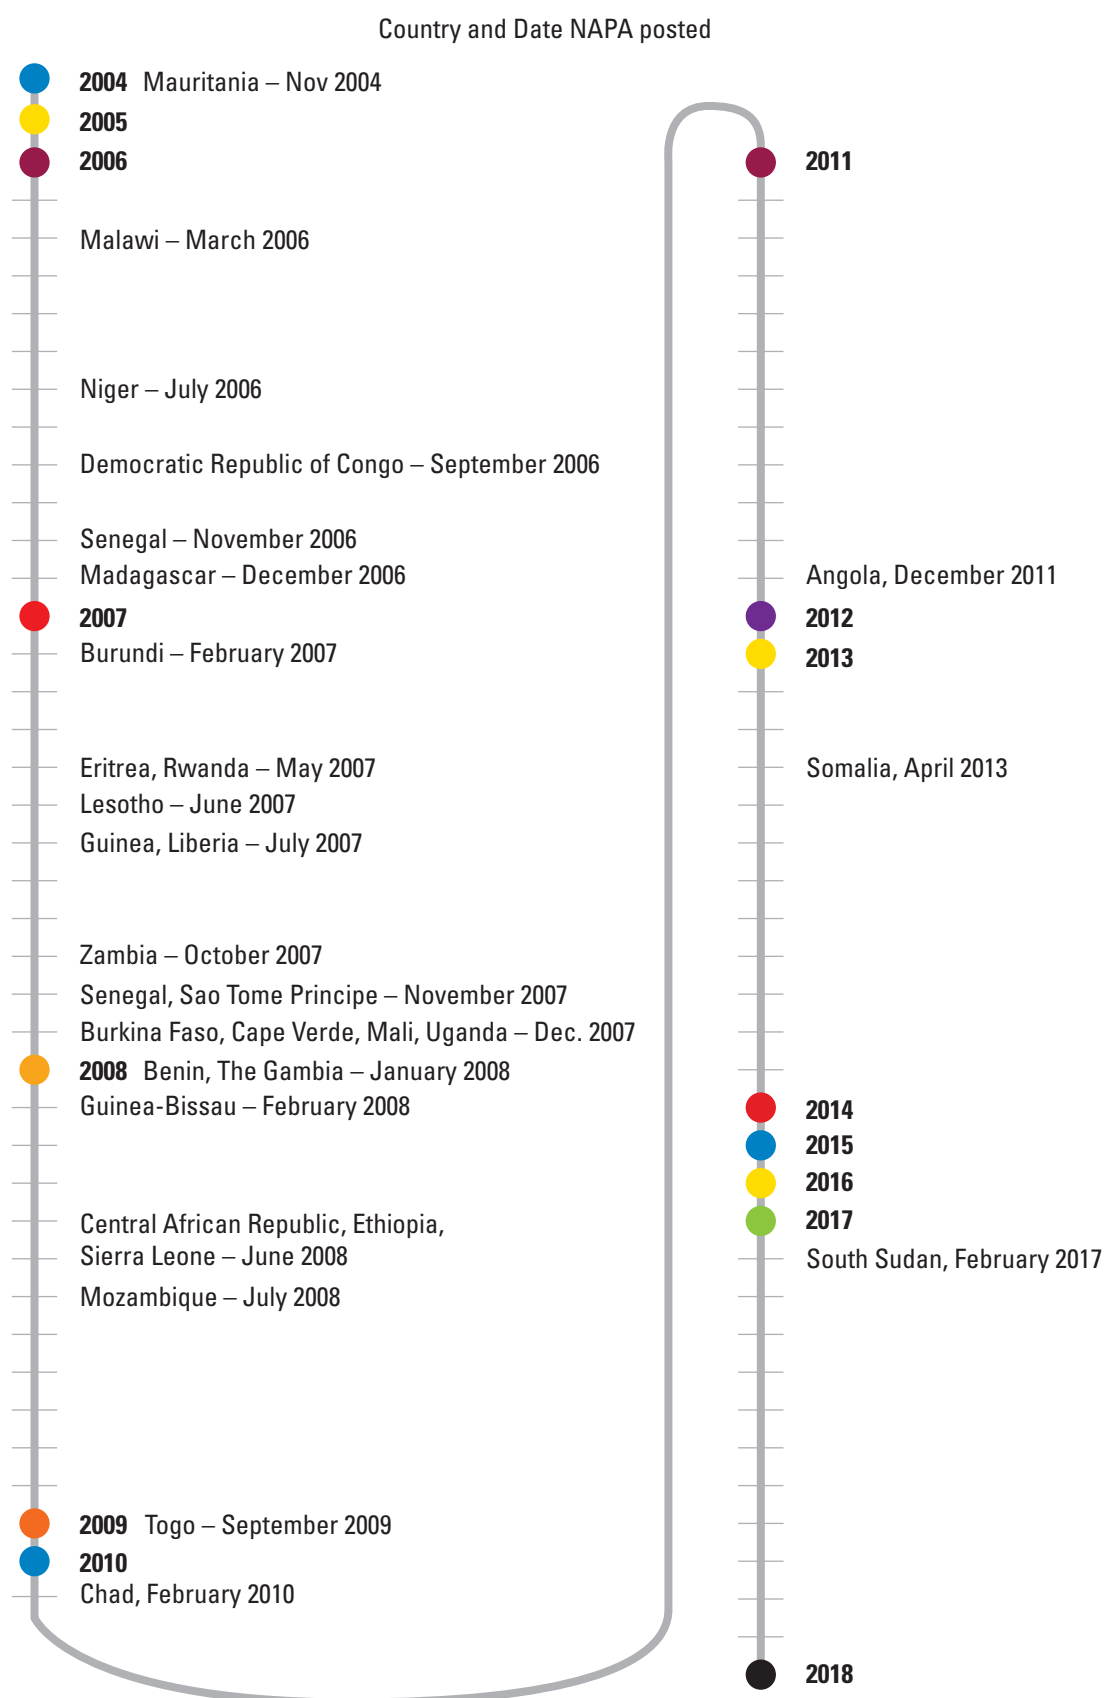 Country and Date NAPA posted
2004 Mauritania – Nov 2004
2005
2006
Malawi – March 2006
Niger – July 2006
Democratic Republic of Congo – September 2006
Senegal – November 2006
Madagascar – December 2006
2007
Burundi – February 2007
Eritrea, Rwanda – May 2007
Lesotho – June 2007
Guinea, Liberia – July 2007
Zambia – October 2007
Senegal, Sao Tome Principe – November 2007
Burkina Faso, Cape Verde, Mali, Uganda – Dec. 2007
2008 Benin, The Gambia – January 2008
Guinea-Bissau – February 2008
Central African Republic, Ethiopia,
Sierra Leone – June 2008
Mozambique – July 2008
2009 Togo – September 2009
2010
Chad, February 2010
2011
Angola, December 2011
2012
2013
Somalia, April 2013
2014
2015
2016
2017
South Sudan, February 2017
2018